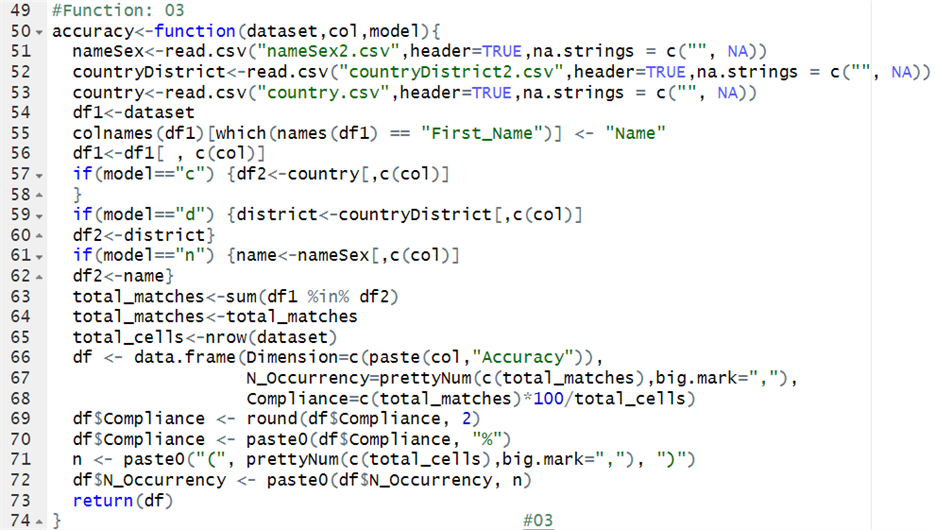 49 #Function: 03
50 accuracy<-function(dataset,col,model){
51 nameSex<-read.csv("nameSex2.csv",header=TRUE,na.strings = c("", NA))
52 countryDistrict<-read.csv("countryDistrict2.csv",header=TRUE,na.strings = c("", NA))
53 country<-read.csv("country.csv",header=TRUE,na.strings = c("", NA))
54 df1<-dataset
55 colnames(df1)[which(names(df1) == "First_Name")] <- "Name"
56 df1<-df1[ , c(col)]
57 if(model=="c") {df2<-country[,c(col)]
58 }
59 if(model=="d") {district<-countryDistrict[,c(col)]
60 df2<-district}
61 if(model=="n") {name<-nameSex[,c(col)]
62 df2<-name}
63 total_matches<-sum(df1 %in% df2)
64 total_matches<-total_matches
65 total_cells<-nrow(dataset)
66 df <- data.frame(Dimension=c(paste(col,"Accuracy")),
67 N_Occurrency=prettyNum(c(total_matches),big.mark=","),
68 Compliance=c(total_matches)*100/total_cells)
69 df$Compliance <- round(df$Compliance, 2)
70 df$Compliance <- paste0(df$Compliance, "%")
71 n <- paste0("(", prettyNum(c(total_cells),big.mark=","), ")")
72 df$N_Occurrency <- paste0(df$N_Occurrency, n)
73 return(df)
74 } #03